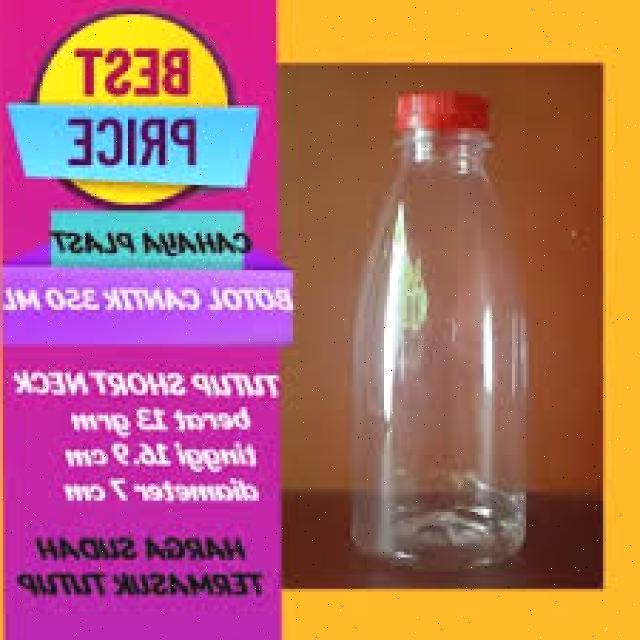 BEST
PRICE
CAHAYA PLAST
BOTOL CANTIK 350 ML
TUTUP SHORT NECK
berat 13 grm
tinggi 16.9 cm
diameter 7 cm
HARGA SUDAH
TERMASUK TUTUP